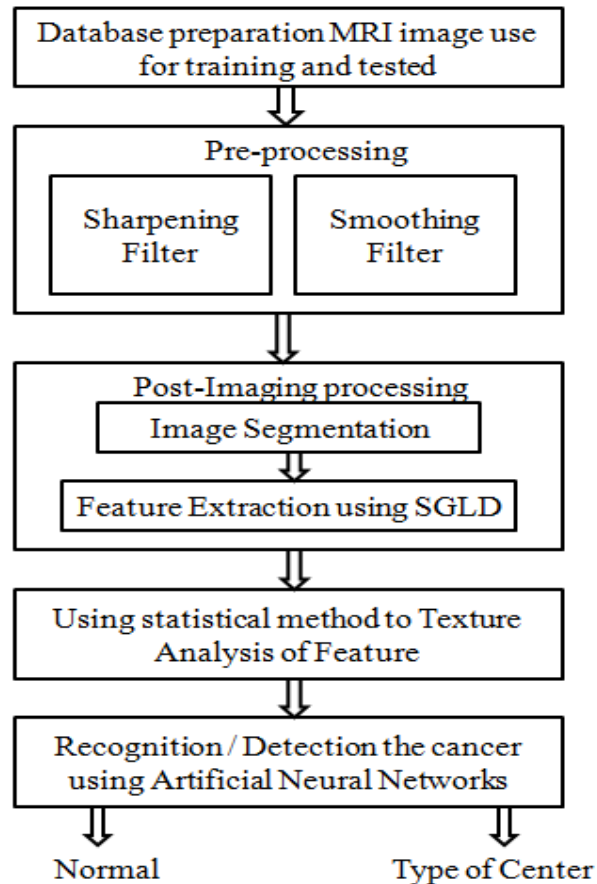 Database preparation MRI image use
for training and tested
Pre-processing
Sharpening
Filter
Smoothing
Filter
Post-Imaging processing
Image Segmentation
Feature Extraction using SGLD
Using statistical method to Texture
Analysis of Feature
Recognition / Detection the cancer
using Artificial Neural Networks
Normal
Type of Center